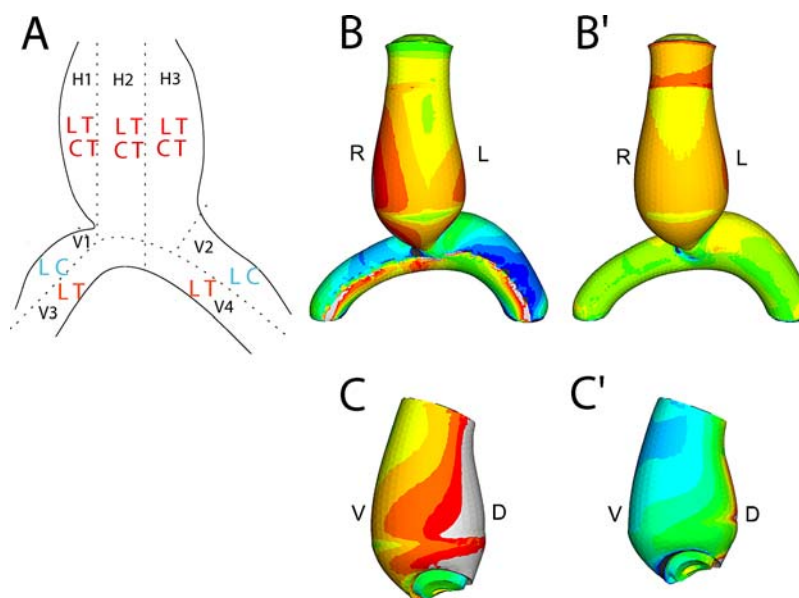 A
B
B'
H1 H2 H3
LT LT LT
CT CT CT
R L
R L
V1 V2
LC LC
LT LT
V3 V4
C
C'
V D
V D